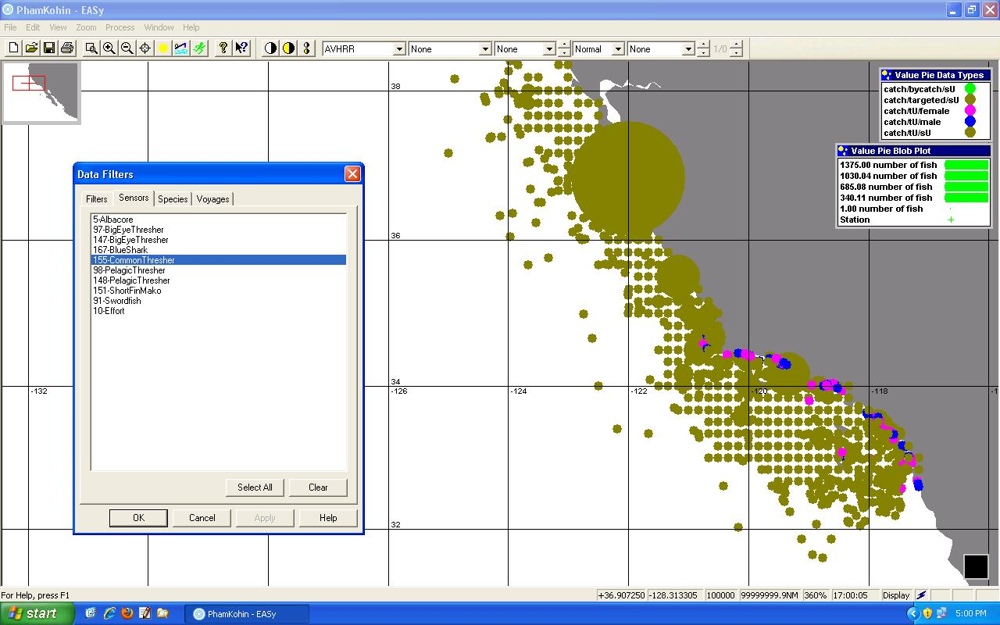 PhamKohin - EASy
File Edit View Zoom Process Window Help
AVHRR None None Normal None 1/0
38
36
34
32
-132 -126 -124 -122 -120 -118 -1
Value Pie Data Types
catch/bycatch/sU
catch/targeted/sU
catch/tU/female
catch/tU/male
catch/tU/sU
Value Pie Blob Plot
1375.00 number of fish
1030.04 number of fish
685.08 number of fish
340.11 number of fish
1.00 number of fish
Station
Data Filters
Filters Sensors Species Voyages
5-Albacore
97-BigEyeThresher
147-BigEyeThresher
167-BlueShark
155-CommonThresher
98-PelagicThresher
148-PelagicThresher
151-ShortFinMako
91-Swordfish
10-Effort
Select All Clear
OK Cancel Apply Help
For Help, press F1
+36.907250 -128.313305 100000 99999999.9NM 360% 17:00:05 Display
start PhamKohin - EASy 5:00 PM